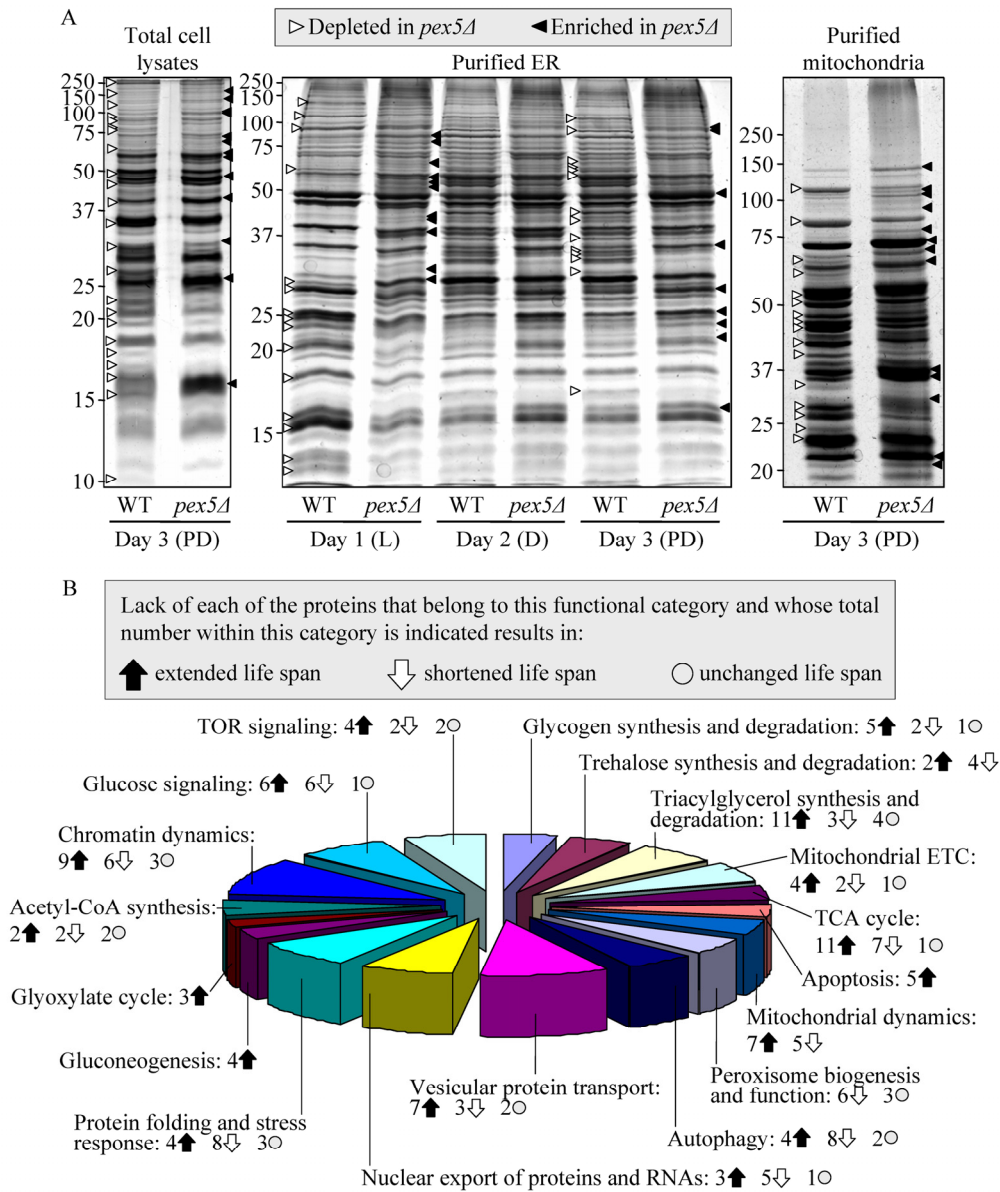 A
Total cell
lysates
▷ Depleted in pex5Δ ◀ Enriched in pex5Δ
Purified ER
Purified
mitochondria
250
150
100
75
50
37
25
20
15
10
250
150
100
75
50
37
25
20
15
250
150
100
75
50
37
25
20
WT pex5Δ
Day 3 (PD)
WT pex5Δ WT pex5Δ WT pex5Δ
Day 1 (L) Day 2 (D) Day 3 (PD)
WT pex5Δ
Day 3 (PD)
B
Lack of each of the proteins that belong to this functional category and whose total
number within this category is indicated results in:
extended life span shortened life span unchanged life span
TOR signaling: 4 2 2
Glycogen synthesis and degradation: 5 2 1
Trehalose synthesis and degradation: 2 4
Glucosc signaling: 6 6 1
Triacylglycerol synthesis and
degradation: 11 3 4
Chromatin dynamics:
9 6 3
Mitochondrial ETC:
4 2 1
Acetyl-CoA synthesis:
2 2 2
TCA cycle:
11 7 1
Glyoxylate cycle: 3
Apoptosis: 5
Mitochondrial dynamics:
7 5
Gluconeogenesis: 4
Peroxisome biogenesis
and function: 6 3
Vesicular protein transport:
7 3 2
Protein folding and stress
response: 4 8 3
Autophagy: 4 8 2
Nuclear export of proteins and RNAs: 3 5 1